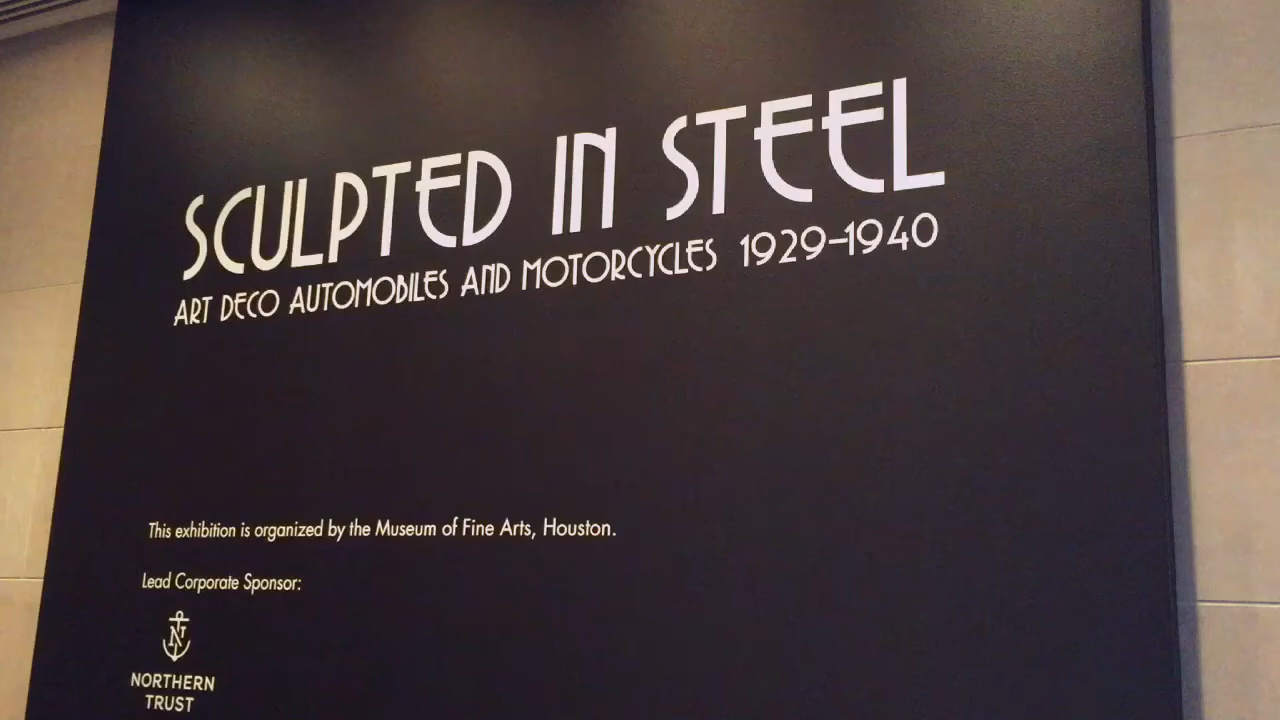 SCULPTED IN STEEL
ART DECO AUTOMOBILES AND MOTORCYCLES 1929–1940
This exhibition is organized by the Museum of Fine Arts, Houston.
Lead Corporate Sponsor:
N
NORTHERN
TRUST